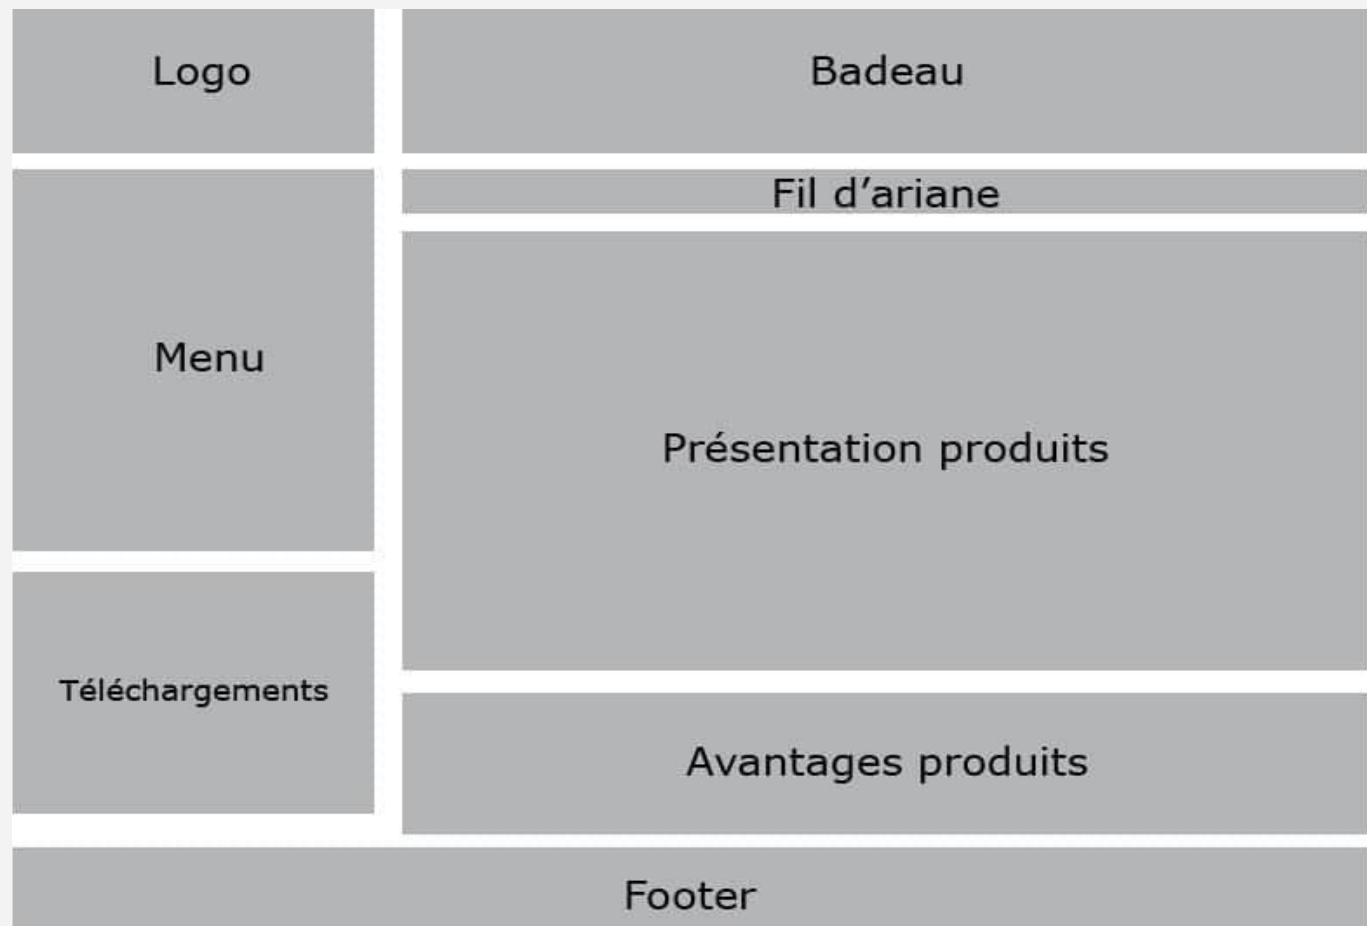 Logo
Badeau
Fil d’ariane
Menu
Présentation produits
Téléchargements
Avantages produits
Footer